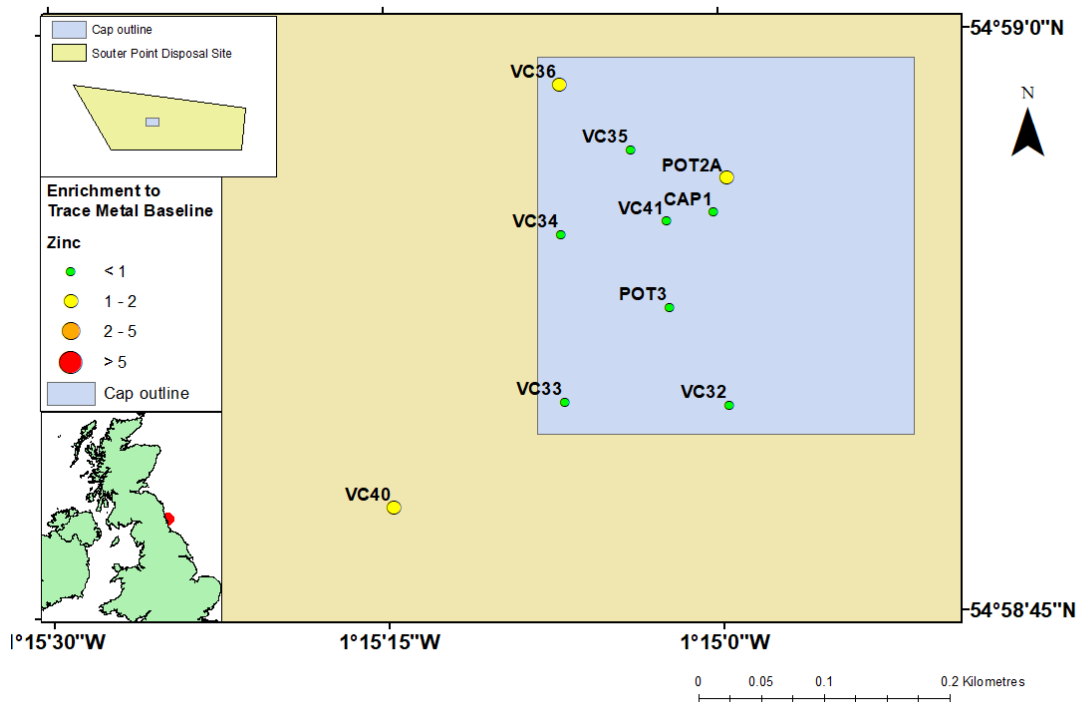 Cap outline
Souter Point Disposal Site
Enrichment to
Trace Metal Baseline
Zinc
< 1
1 - 2
2 - 5
> 5
Cap outline
VC36
VC35
POT2A
CAP1
VC41
VC34
POT3
VC33
VC32
VC40
54°59'0"N
N
54°58'45"N
1°15'30"W
1°15'15"W
1°15'0"W
0 0.05 0.1 0.2 Kilometres